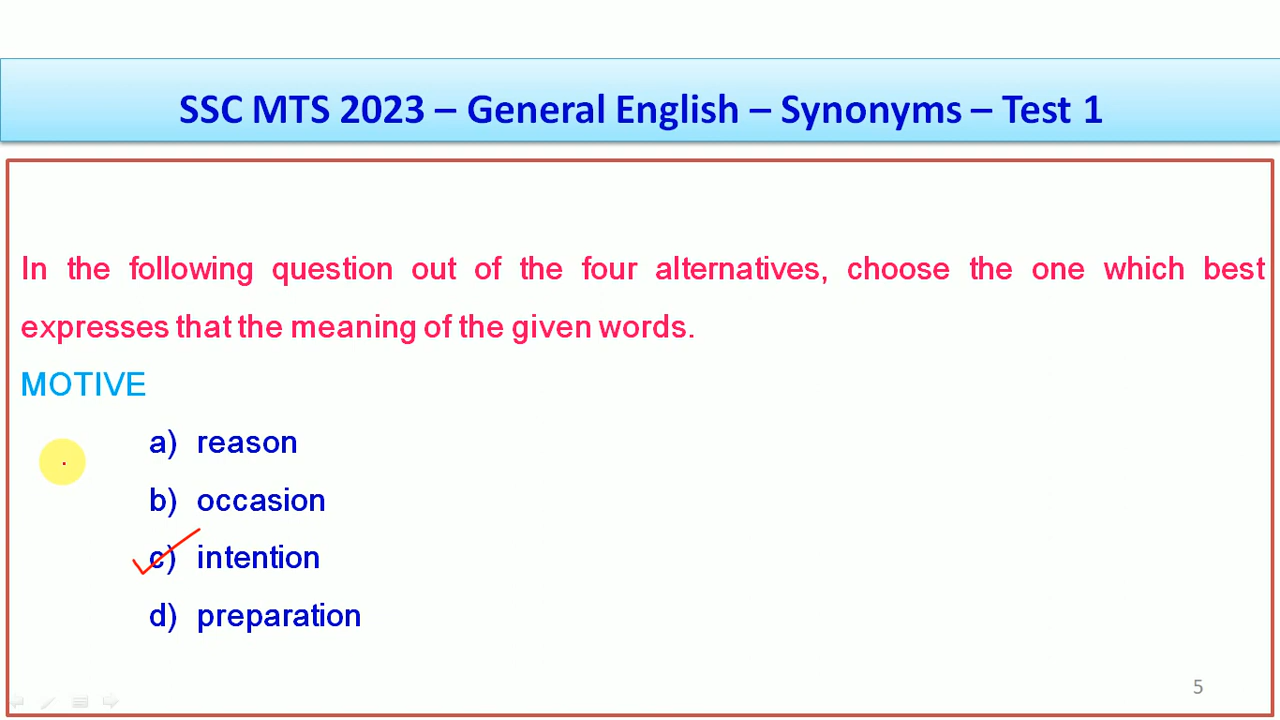 SSC MTS 2023 – General English – Synonyms – Test 1
In the following question out of the four alternatives, choose the one which best
expresses that the meaning of the given words.
MOTIVE
a) reason
b) occasion
c) intention
d) preparation
5